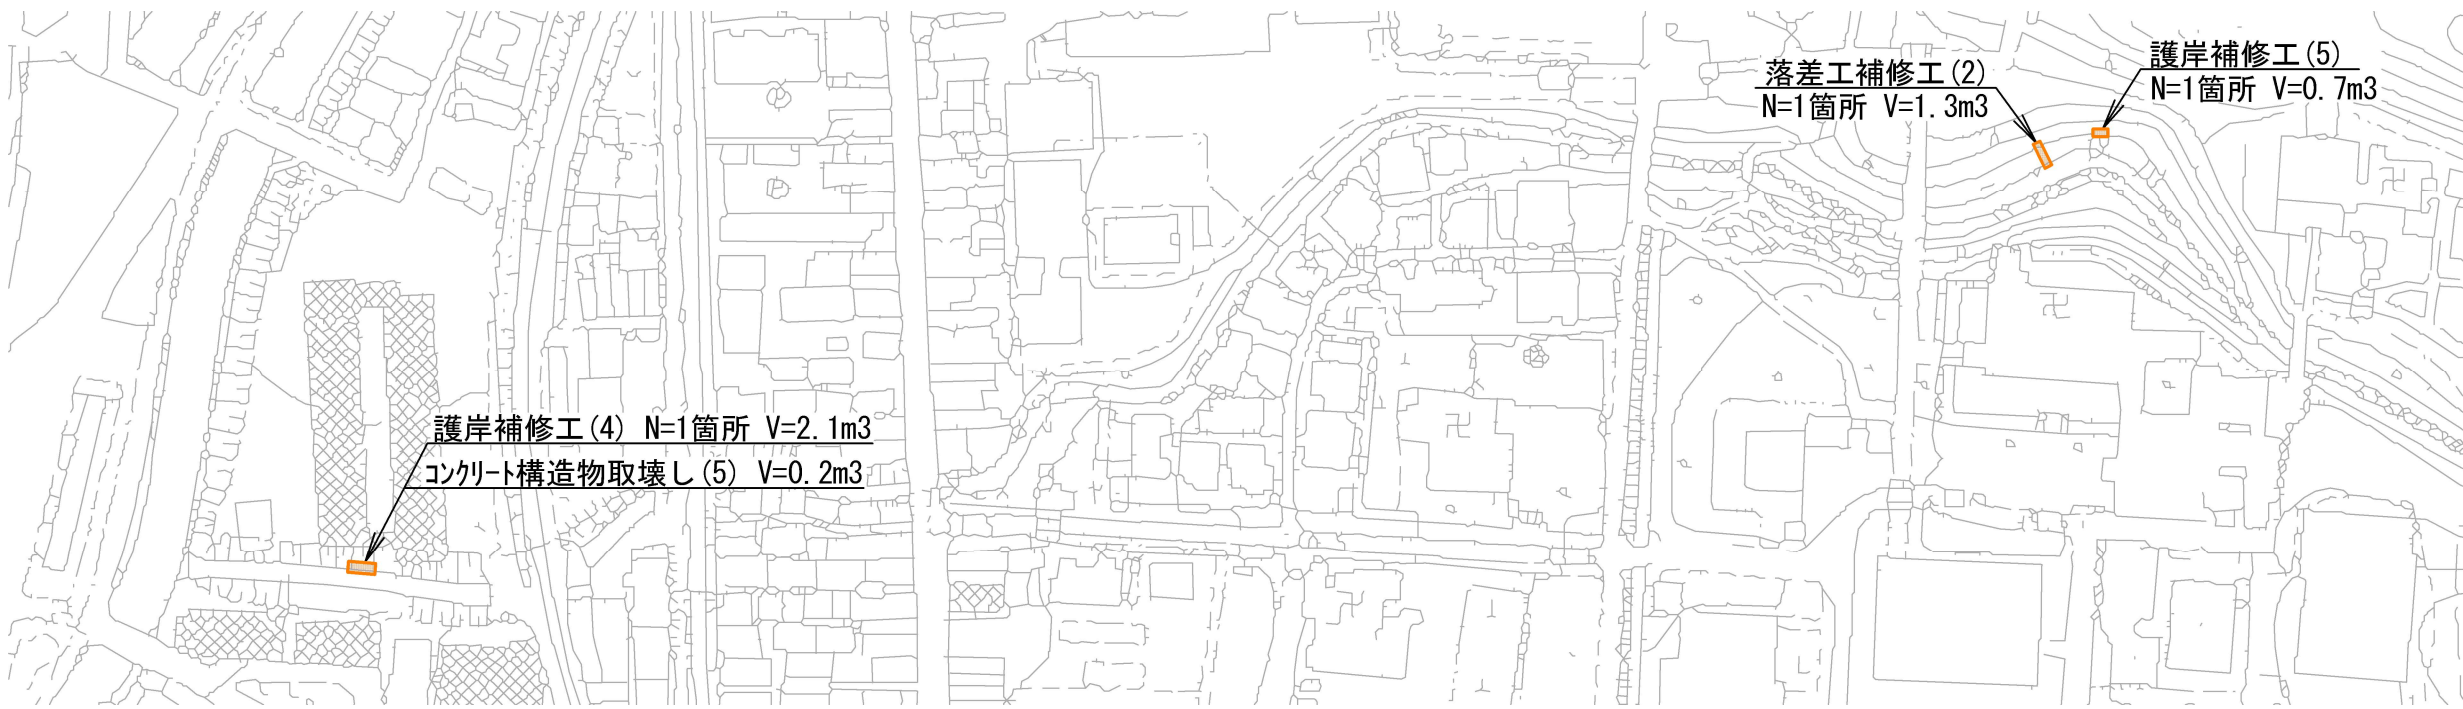 護岸補修工(5)
N=1箇所 V=0.7m3
落差工補修工(2)
N=1箇所 V=1.3m3
護岸補修工(4) N=1箇所 V=2.1m3
コンクリート構造物取壊し(5) V=0.2m3